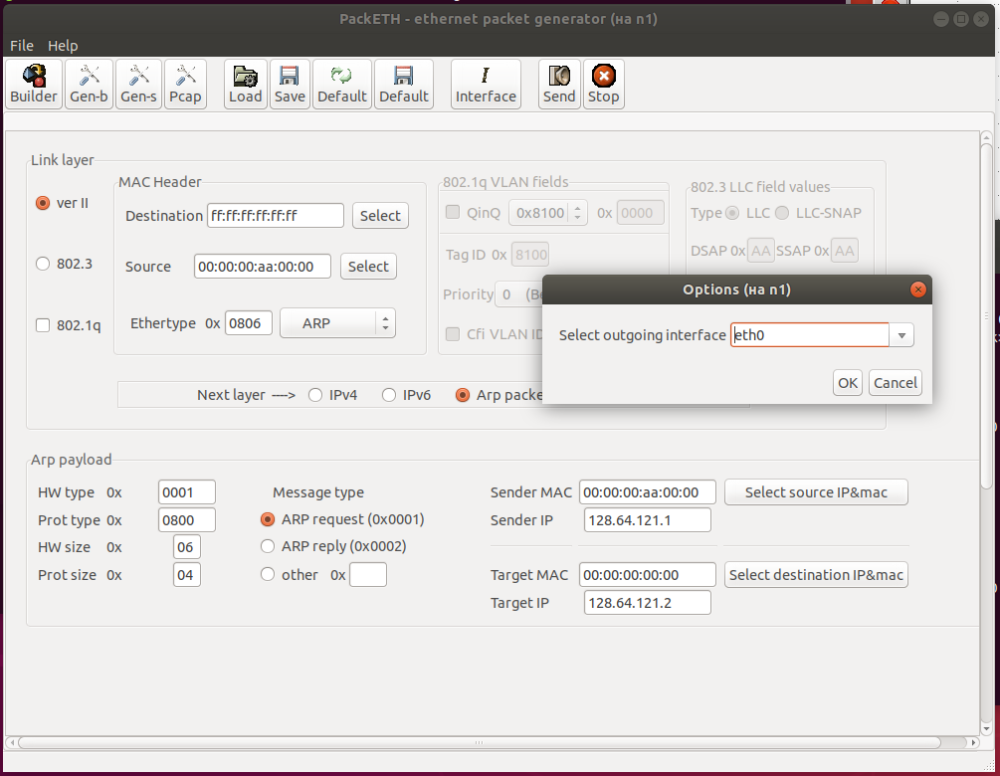 PackETH - ethernet packet generator (на n1)
File Help
Builder Gen-b Gen-s Pcap Load Save Default Default Interface Send Stop
Link layer
ver II
802.3
802.1q
MAC Header
Destination ff:ff:ff:ff:ff:ff Select
Source 00:00:00:aa:00:00 Select
Ethertype 0x 0806 ARP
802.1q VLAN fields
QinQ 0x8100 0x 0000
Tag ID 0x 8100
Priority 0
Cfi VLAN ID
802.3 LLC field values
Type LLC LLC-SNAP
DSAP 0x AA SSAP 0x AA
Options (на n1)
Select outgoing interface eth0
OK Cancel
Next layer ----> IPv4 IPv6 Arp packe
Arp payload
HW type 0x 0001
Prot type 0x 0800
HW size 0x 06
Prot size 0x 04
Message type
ARP request (0x0001)
ARP reply (0x0002)
other 0x
Sender MAC 00:00:00:aa:00:00 Select source IP&mac
Sender IP 128.64.121.1
Target MAC 00:00:00:00:00 Select destination IP&mac
Target IP 128.64.121.2